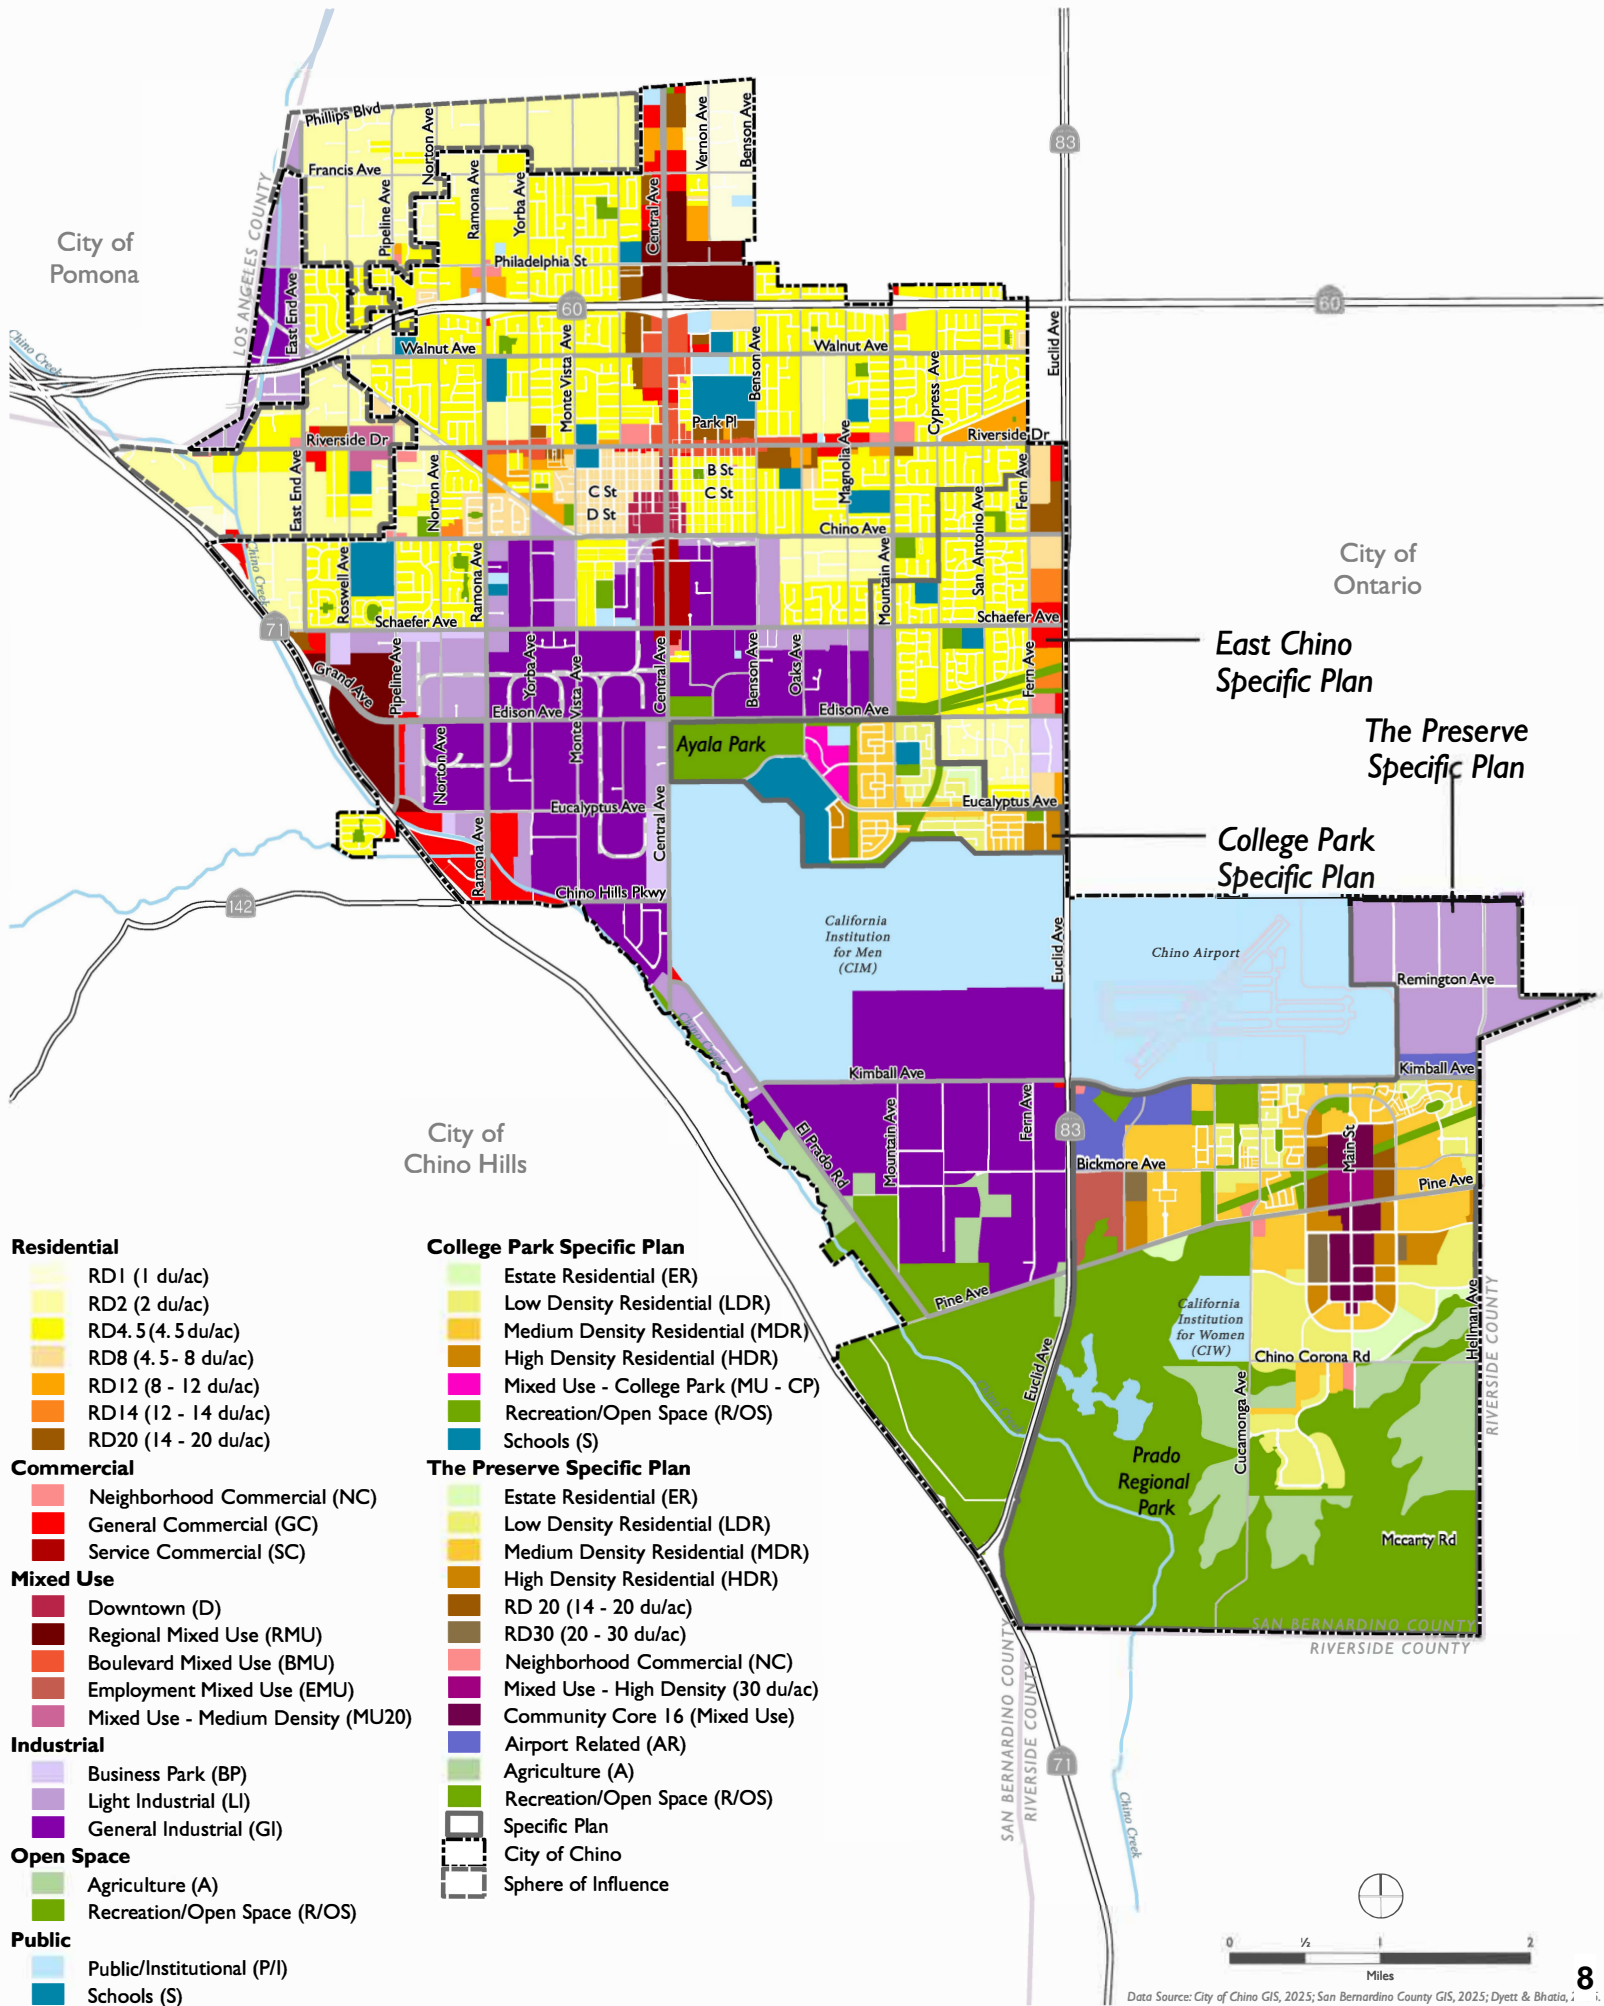 Phillips Blvd
Norton Ave
Vernon Ave
Benson Ave
83
Francis Ave
Pipeline Ave
Ramona Ave
Yorba Ave
Central Ave
LOS ANGELES COUNTY
City of
Pomona
Philadelphia St
60
60
East End Ave
Chino Creek
Walnut Ave
Monte Vista Ave
Benson Ave
Walnut Ave
Cypress Ave
Euclid Ave
Park Pl
Riverside Dr
Riverside Dr
Magnolia Ave
East End Ave
Norton Ave
B St
C St
C St
D St
Fern Ave
San Antonio Ave
Chino Ave
City of
Ontario
Chino Creek
Roswell Ave
Ramona Ave
Mountain Ave
Schaefer Ave
Schaefer Ave
71
East Chino
Specific Plan
Grand Ave
Pipeline Ave
Yorba Ave
Monte Vista Ave
Central Ave
Benson Ave
Oaks Ave
Fern Ave
Edison Ave
Edison Ave
The Preserve
Specific Plan
Ayala Park
Norton Ave
Eucalyptus Ave
Eucalyptus Ave
Central Ave
Ramona Ave
College Park
Specific Plan
Chino Hills Pkwy
142
California
Institution
for Men
(CIM)
Euclid Ave
Chino Airport
Remington Ave
Chino Creek
Kimball Ave
Kimball Ave
City of
Chino Hills
El Prado Rd
Mountain Ave
Fern Ave
83
Bickmore Ave
Main St
Pine Ave
Pine Ave
California
Institution
for Women
(CIW)
Euclid Ave
Chino Corona Rd
Hellman Ave
RIVERSIDE COUNTY
Cucamonga Ave
Prado
Regional
Park
Mccarty Rd
SAN BERNARDINO COUNTY
RIVERSIDE COUNTY
SAN BERNARDINO COUNTY
RIVERSIDE COUNTY
71
Chino Creek
Residential
RD1 (1 du/ac)
RD2 (2 du/ac)
RD4.5 (4.5 du/ac)
RD8 (4.5- 8 du/ac)
RD12 (8 - 12 du/ac)
RD14 (12 - 14 du/ac)
RD20 (14 - 20 du/ac)
Commercial
Neighborhood Commercial (NC)
General Commercial (GC)
Service Commercial (SC)
Mixed Use
Downtown (D)
Regional Mixed Use (RMU)
Boulevard Mixed Use (BMU)
Employment Mixed Use (EMU)
Mixed Use - Medium Density (MU20)
Industrial
Business Park (BP)
Light Industrial (LI)
General Industrial (GI)
Open Space
Agriculture (A)
Recreation/Open Space (R/OS)
Public
Public/Institutional (P/I)
Schools (S)
College Park Specific Plan
Estate Residential (ER)
Low Density Residential (LDR)
Medium Density Residential (MDR)
High Density Residential (HDR)
Mixed Use - College Park (MU - CP)
Recreation/Open Space (R/OS)
Schools (S)
The Preserve Specific Plan
Estate Residential (ER)
Low Density Residential (LDR)
Medium Density Residential (MDR)
High Density Residential (HDR)
RD 20 (14 - 20 du/ac)
RD30 (20 - 30 du/ac)
Neighborhood Commercial (NC)
Mixed Use - High Density (30 du/ac)
Community Core 16 (Mixed Use)
Airport Related (AR)
Agriculture (A)
Recreation/Open Space (R/OS)
Specific Plan
City of Chino
Sphere of Influence
0 ½ 1 2
Miles
8
Data Source: City of Chino GIS, 2025; San Bernardino County GIS, 2025; Dyett & Bhatia,